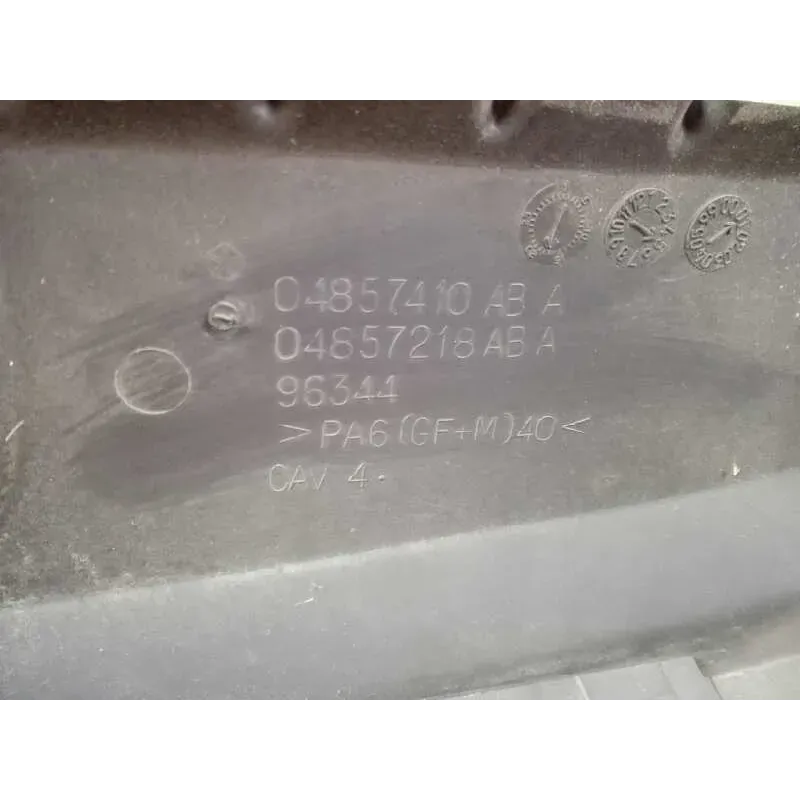 04857410 AB A
04857218 AB A
96344
>PA6(GF+M)40<
CAV 4.